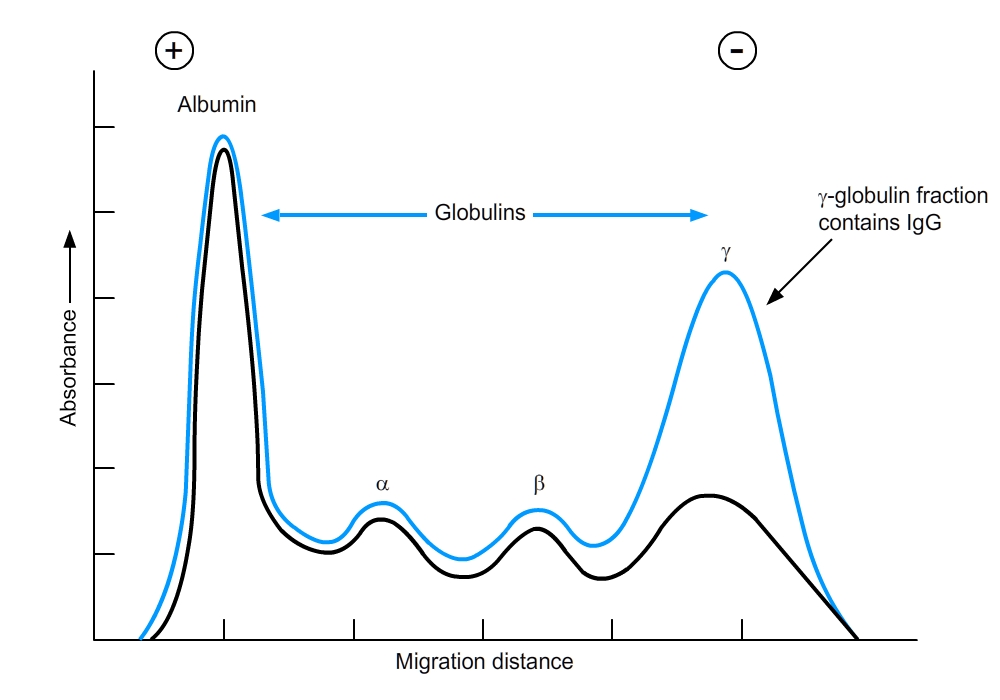 +
-
Albumin
γ-globulin fraction
contains IgG
Globulins
γ
Absorbance
α
β
Migration distance